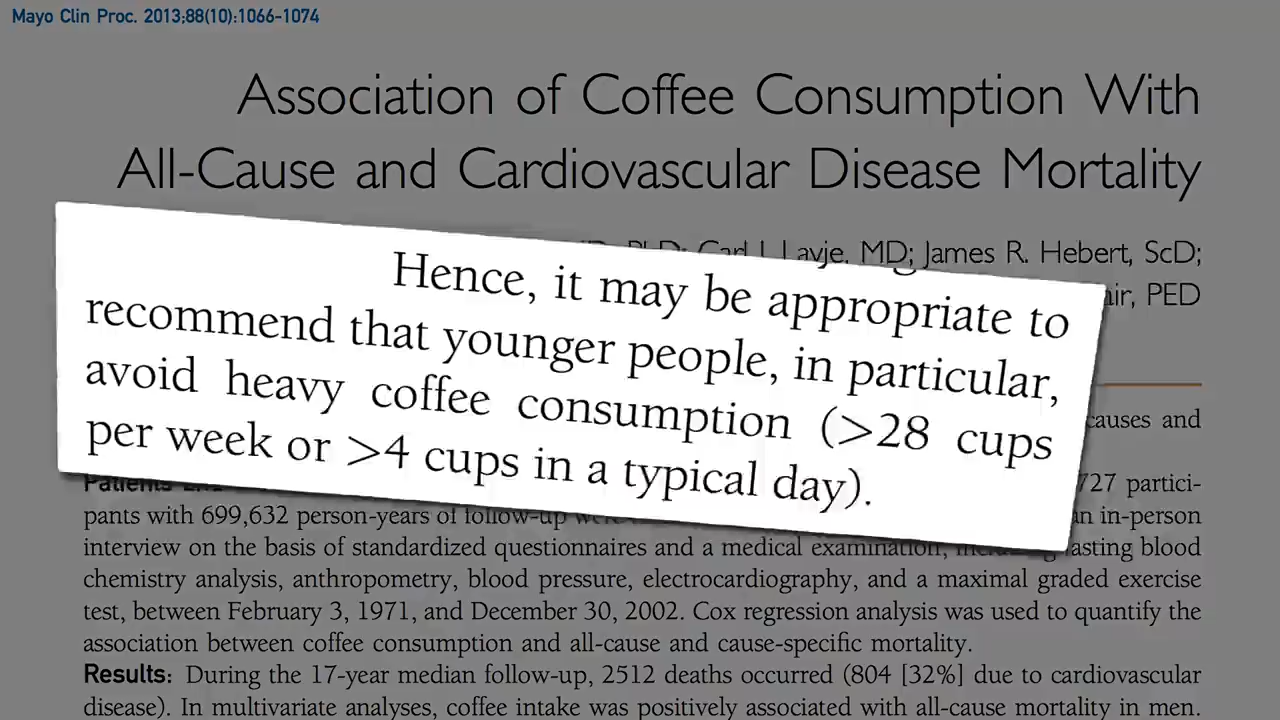 Mayo Clin Proc. 2013;88(10):1066-1074
Association of Coffee Consumption With
All-Cause and Cardiovascular Disease Mortality
PhD; Carl J. Lavie, MD; James R. Hebert, ScD;
PED
Hence, it may be appropriate to
recommend that younger people, in particular,
avoid heavy coffee consumption (>28 cups
per week or >4 cups in a typical day).
causes and
Patients 727 partici-
pants with 699,632 person-years of follow-up an in-person
interview on the basis of standardized questionnaires and a medical examination, fasting blood
chemistry analysis, anthropometry, blood pressure, electrocardiography, and a maximal graded exercise
test, between February 3, 1971, and December 30, 2002. Cox regression analysis was used to quantify the
association between coffee consumption and all-cause and cause-specific mortality.
Results: During the 17-year median follow-up, 2512 deaths occurred (804 [32%] due to cardiovascular
disease). In multivariate analyses, coffee intake was positively associated with all-cause mortality in men.